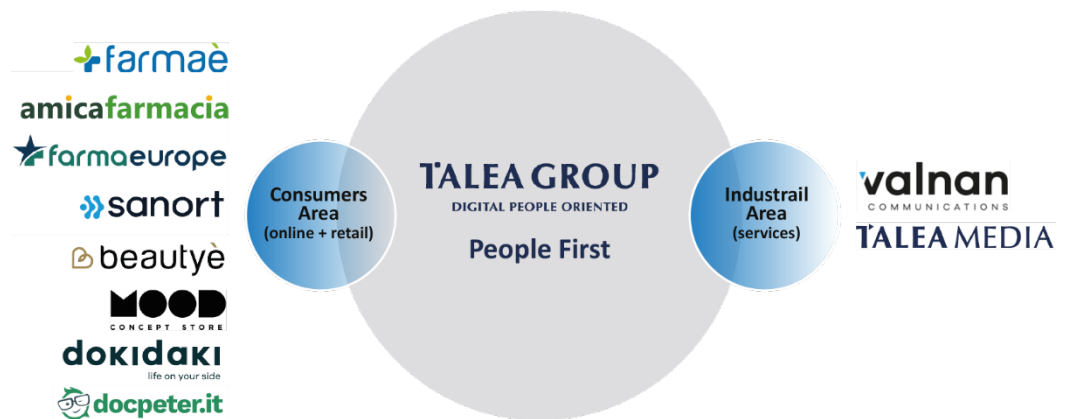 farmaè
amicafarmacia
farmaeurope
sanort
beautyè
MOOD
CONCEPT STORE
dokidaki
life on your side
docpeter.it
Consumers
Area
(online + retail)
TALEA GROUP
DIGITAL PEOPLE ORIENTED
People First
Industrail
Area
(services)
valnan
COMMUNICATIONS
TALEA MEDIA